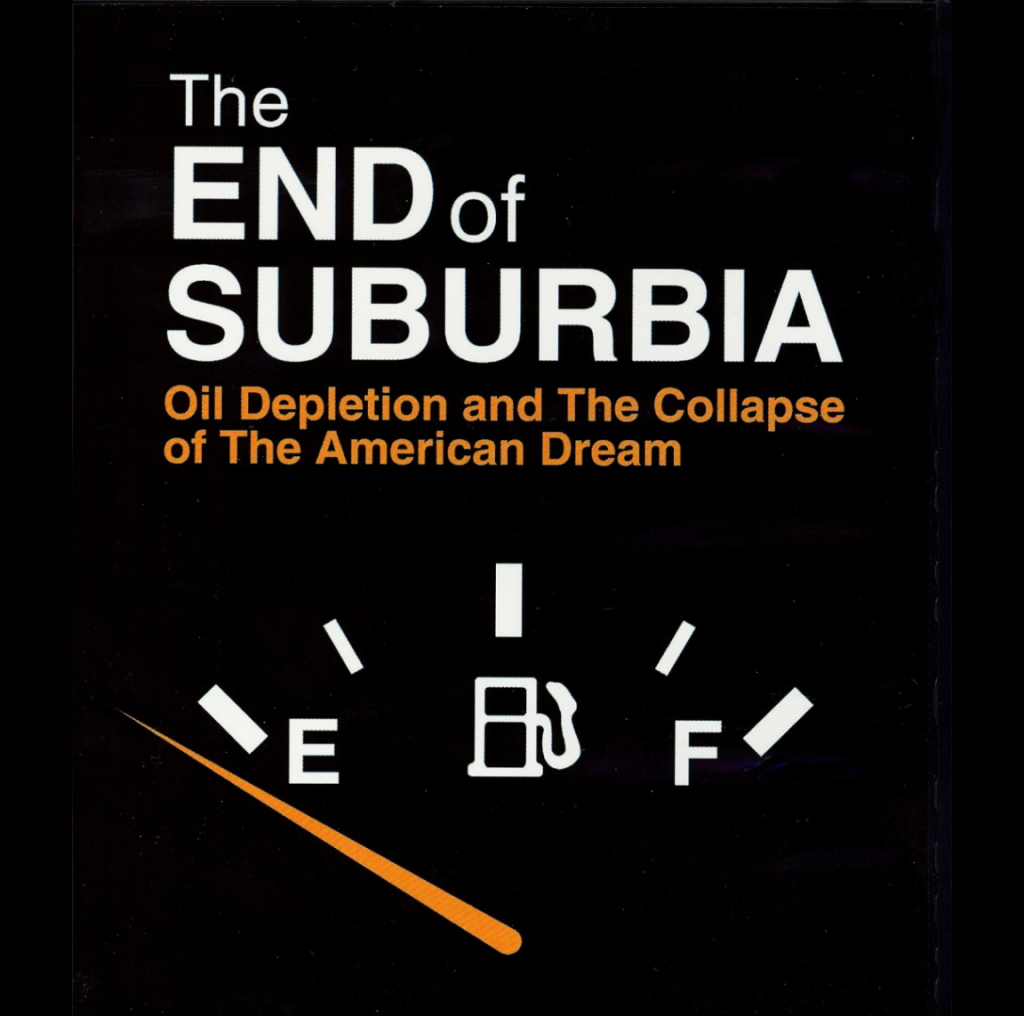 The
END of
SUBURBIA
Oil Depletion and The Collapse
of The American Dream
E F